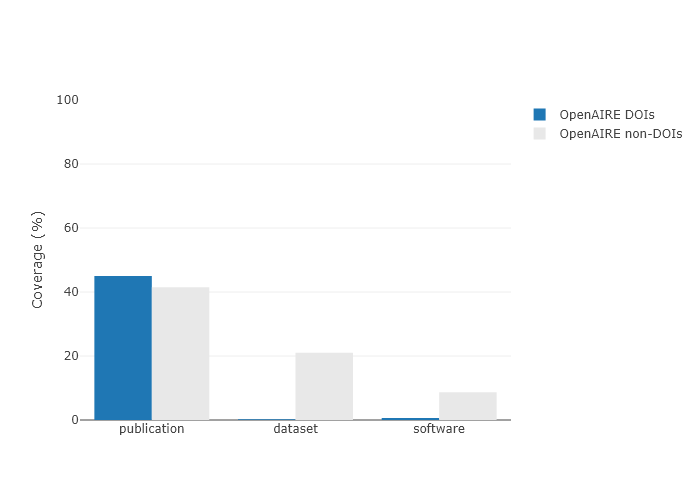 100
80
60
40
20
0
Coverage (%)
publication
dataset
software
OpenAIRE DOIs
OpenAIRE non-DOIs